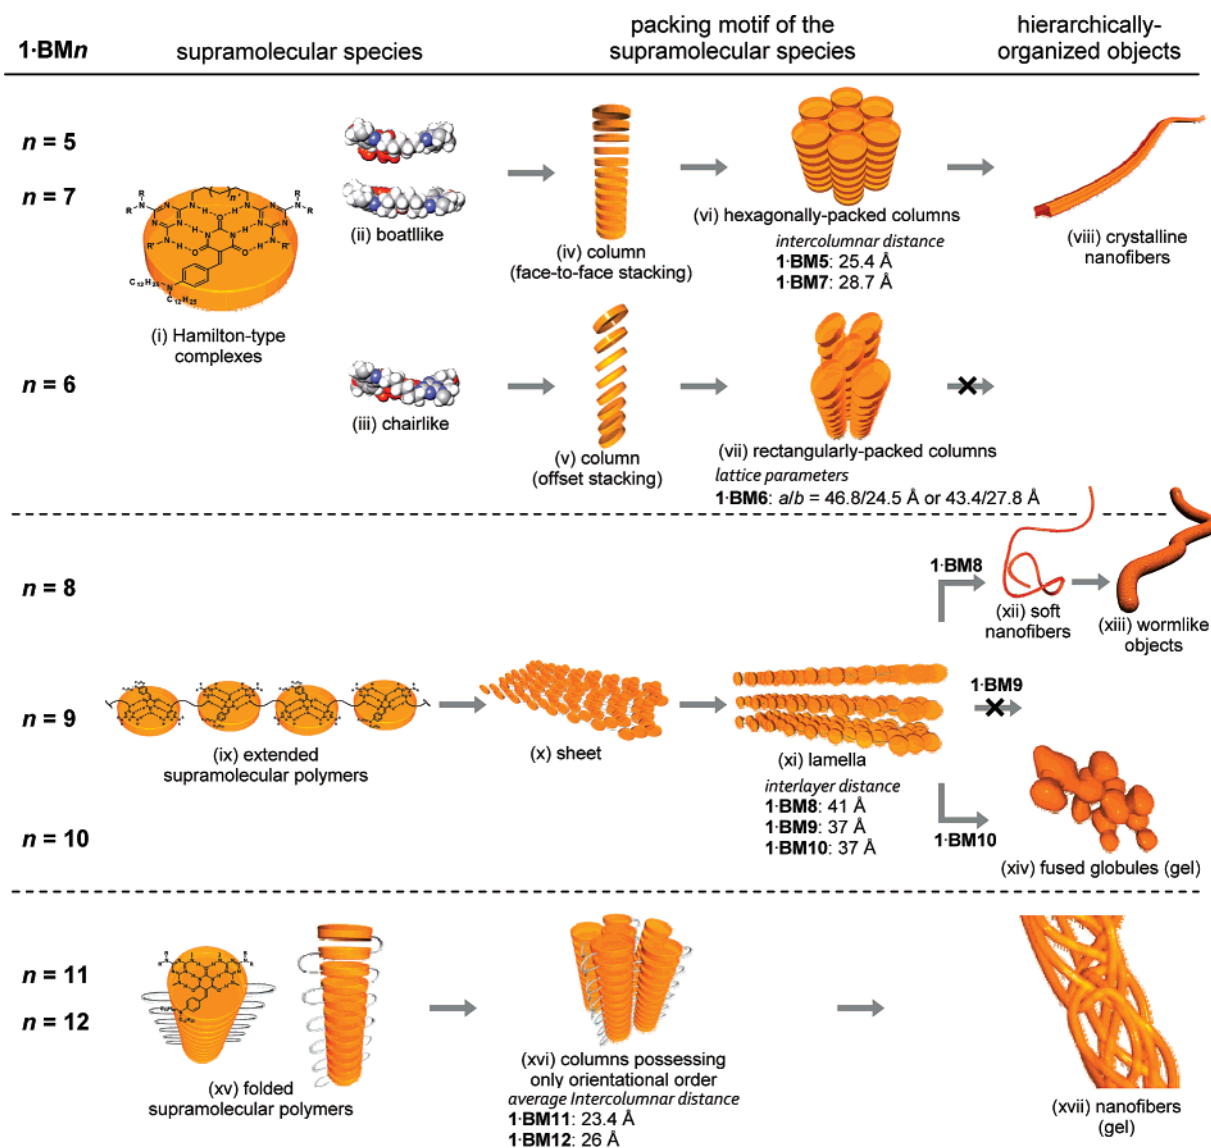 1·BMn
supramolecular species
packing motif of the
supramolecular species
hierarchically-
organized objects
n = 5
n = 7
(i) Hamilton-type
complexes
(ii) boatllike
(iv) column
(face-to-face stacking)
(vi) hexagonally-packed columns
intercolumnar distance
1·BM5: 25.4 Å
1·BM7: 28.7 Å
(viii) crystalline
nanofibers
n = 6
(iii) chairlike
(v) column
(offset stacking)
(vii) rectangularly-packed columns
lattice parameters
1·BM6: a/b = 46.8/24.5 Å or 43.4/27.8 Å
n = 8
n = 9
n = 10
(ix) extended
supramolecular polymers
(x) sheet
(xi) lamella
interlayer distance
1·BM8: 41 Å
1·BM9: 37 Å
1·BM10: 37 Å
1·BM8
(xii) soft
nanofibers
(xiii) wormlike
objects
1·BM9
1·BM10
(xiv) fused globules (gel)
n = 11
n = 12
(xv) folded
supramolecular polymers
(xvi) columns possessing
only orientational order
average Intercolumnar distance
1·BM11: 23.4 Å
1·BM12: 26 Å
(xvii) nanofibers
(gel)